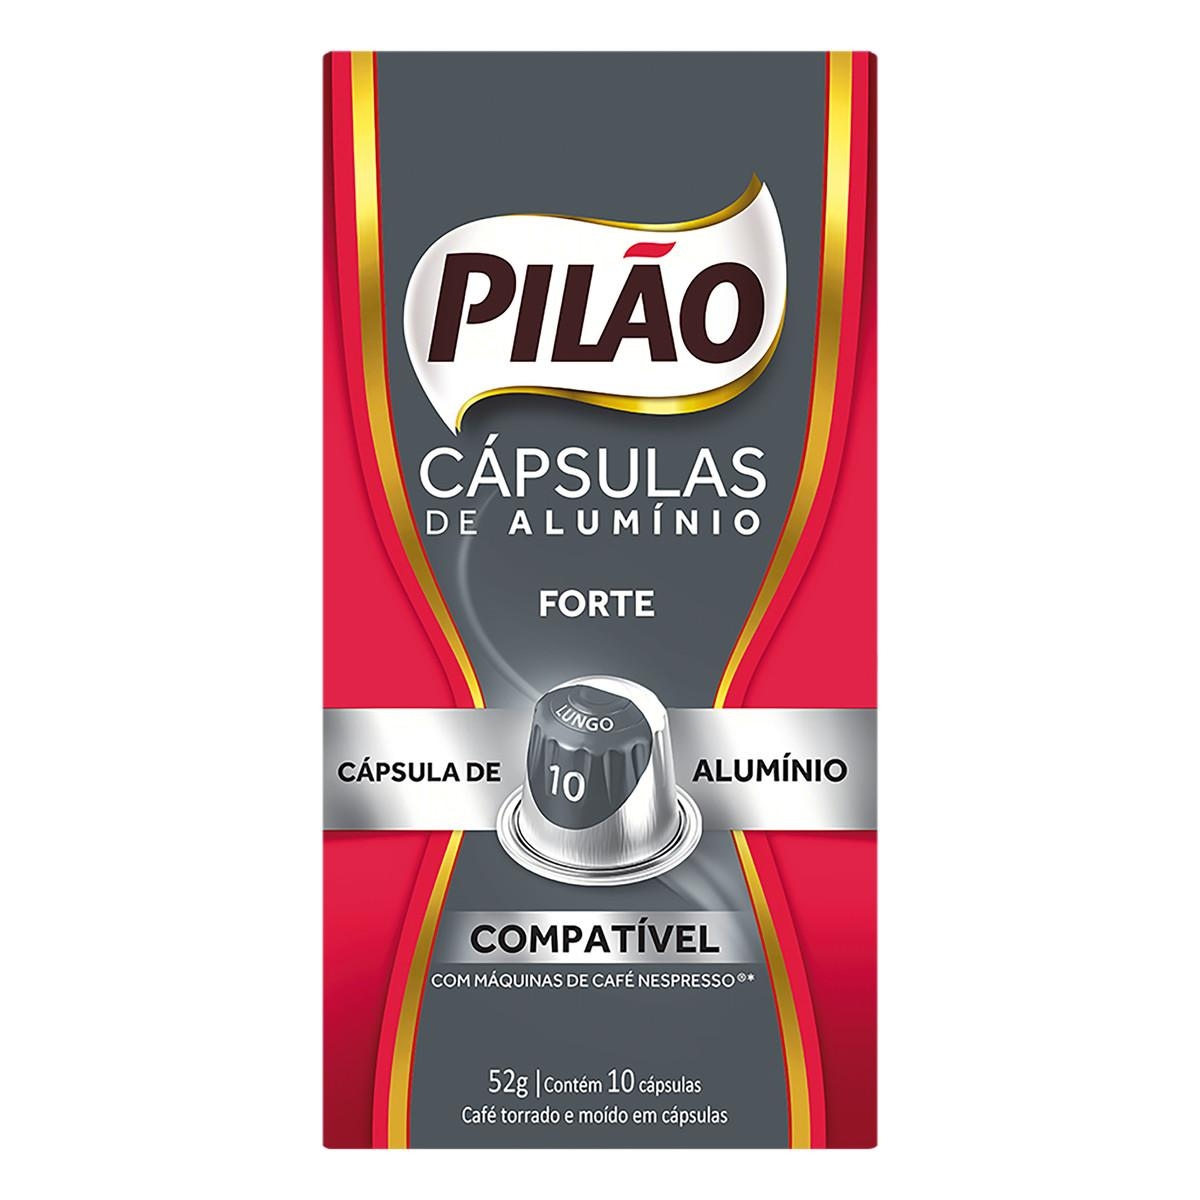 PILÃO
CÁPSULAS
DE ALUMÍNIO
FORTE
LUNGO
10
CÁPSULA DE ALUMÍNIO
COMPATÍVEL
COM MÁQUINAS DE CAFÉ NESPRESSO®*
52g | Contém 10 cápsulas
Café torrado e moído em cápsulas